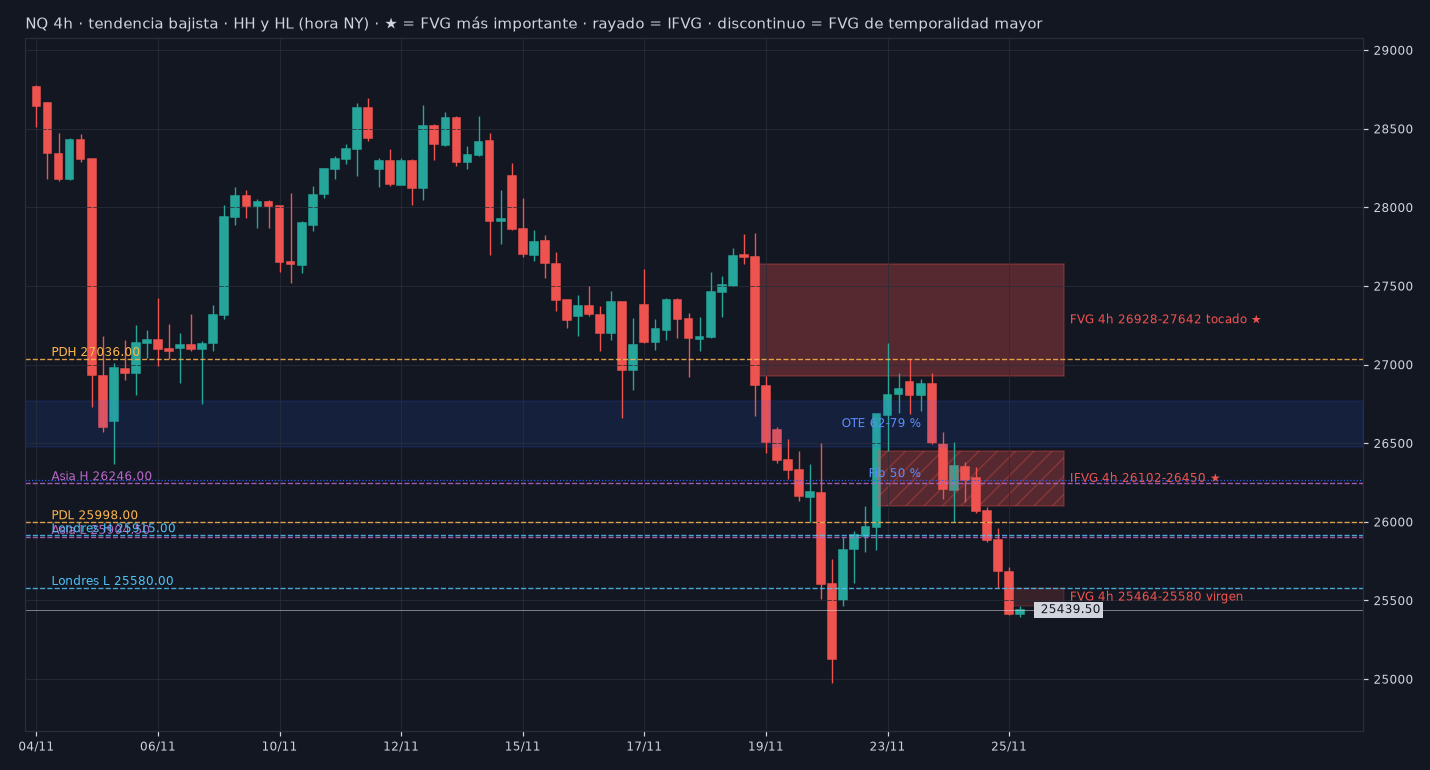 NQ 4h · tendencia bajista · HH y HL (hora NY) · ★ = FVG más importante · rayado = IFVG · discontinuo = FVG de temporalidad mayor
29000
28500
28000
27500
FVG 4h 26928-27642 tocado ★
PDH 27036.00
27000
OTE 62-79 %
26500
Fib 50 %
Asia H 26246.00
IFVG 4h 26102-26450 ★
PDL 25998.00
26000
Londres H 25915.00
Londres L 25580.00
FVG 4h 25464-25580 virgen
25500
25439.50
25000
04/11 06/11 10/11 12/11 15/11 17/11 19/11 23/11 25/11